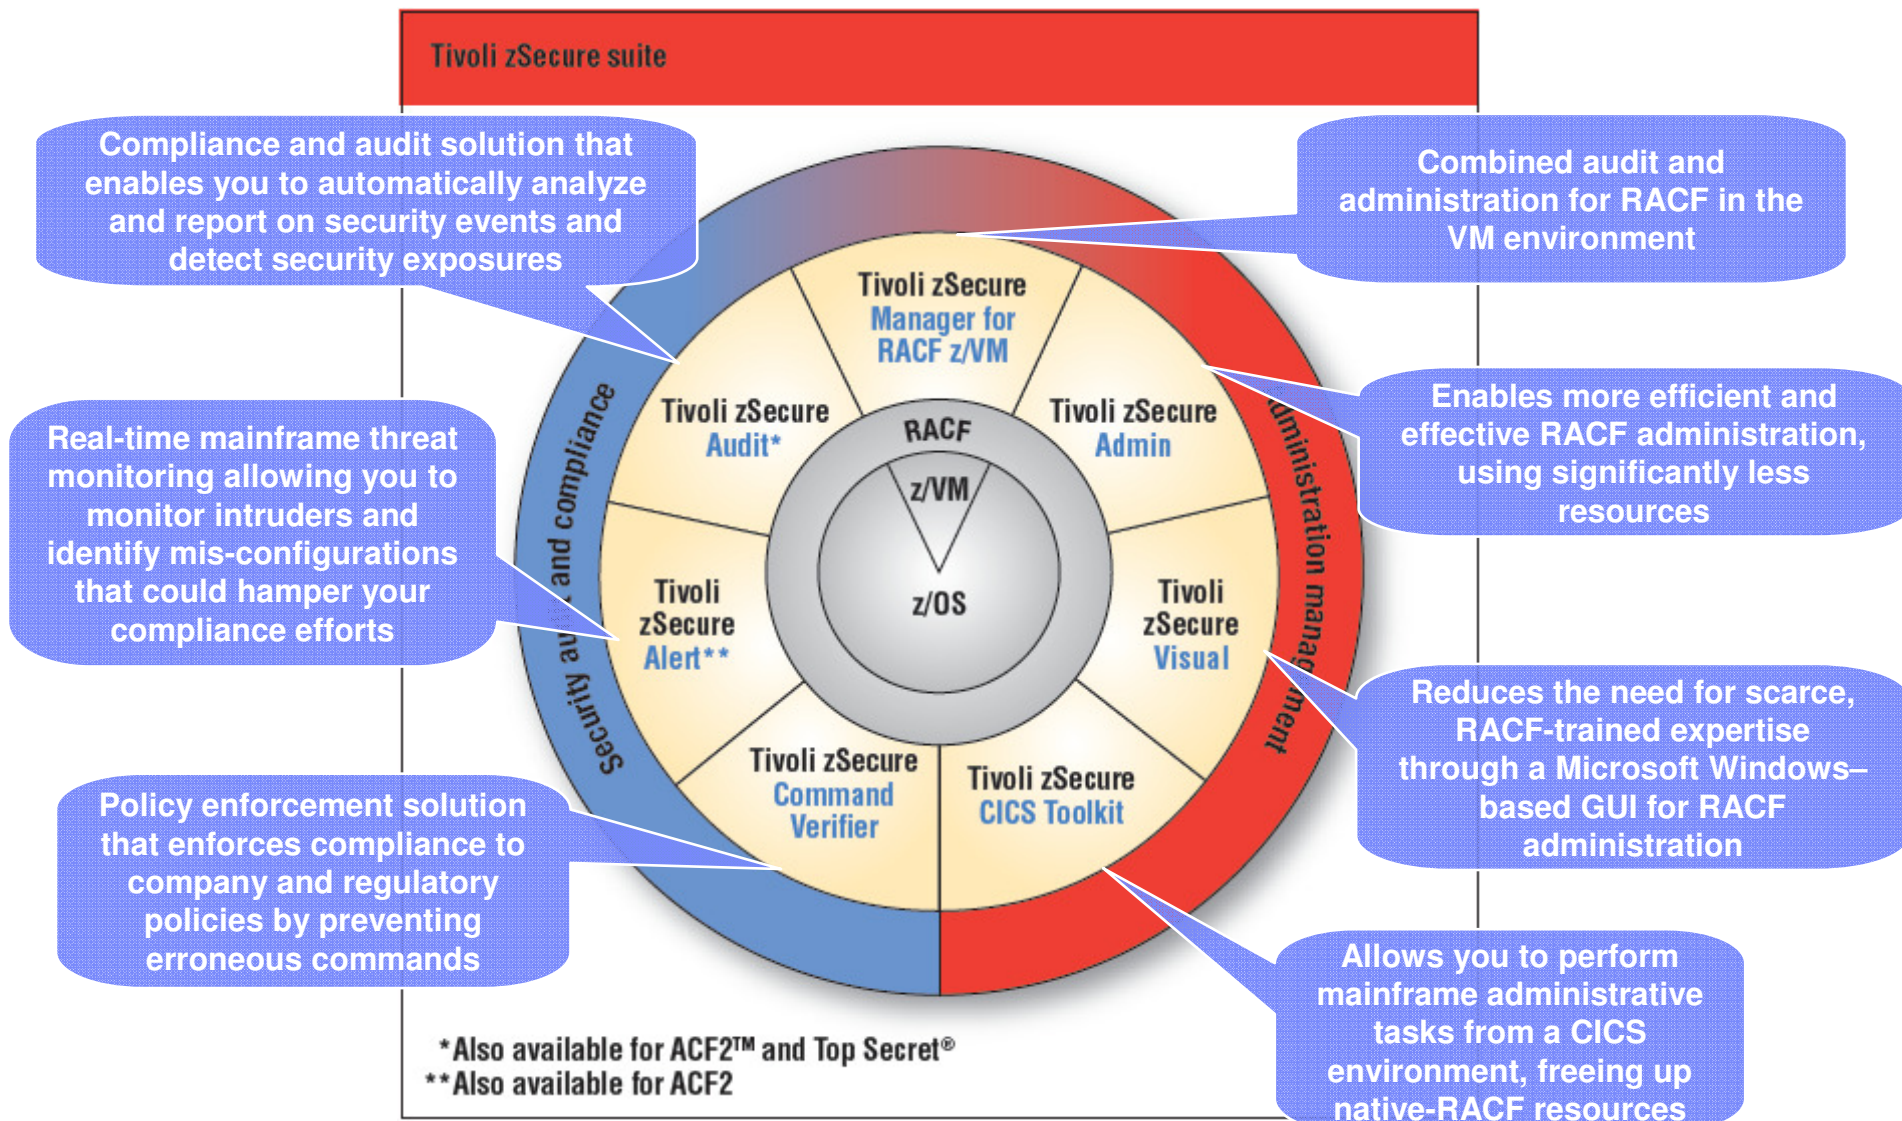 Tivoli zSecure suite
Compliance and audit solution that
enables you to automatically analyze
and report on security events and
detect security exposures
Combined audit and
administration for RACF in the
VM environment
Real-time mainframe threat
monitoring allowing you to
monitor intruders and
identify mis-configurations
that could hamper your
compliance efforts
Enables more efficient and
effective RACF administration,
using significantly less
resources
Policy enforcement solution
that enforces compliance to
company and regulatory
policies by preventing
erroneous commands
Reduces the need for scarce,
RACF-trained expertise
through a Microsoft Windows–
based GUI for RACF
administration
Allows you to perform
mainframe administrative
tasks from a CICS
environment, freeing up
native-RACF resources
Security audit and compliance
Administration management
Tivoli zSecure
Manager for
RACF z/VM
Tivoli zSecure
Audit*
Tivoli zSecure
Admin
Tivoli
zSecure
Alert**
Tivoli
zSecure
Visual
Tivoli zSecure
Command
Verifier
Tivoli zSecure
CICS Toolkit
RACF
z/VM
z/OS
*Also available for ACF2™ and Top Secret®
**Also available for ACF2